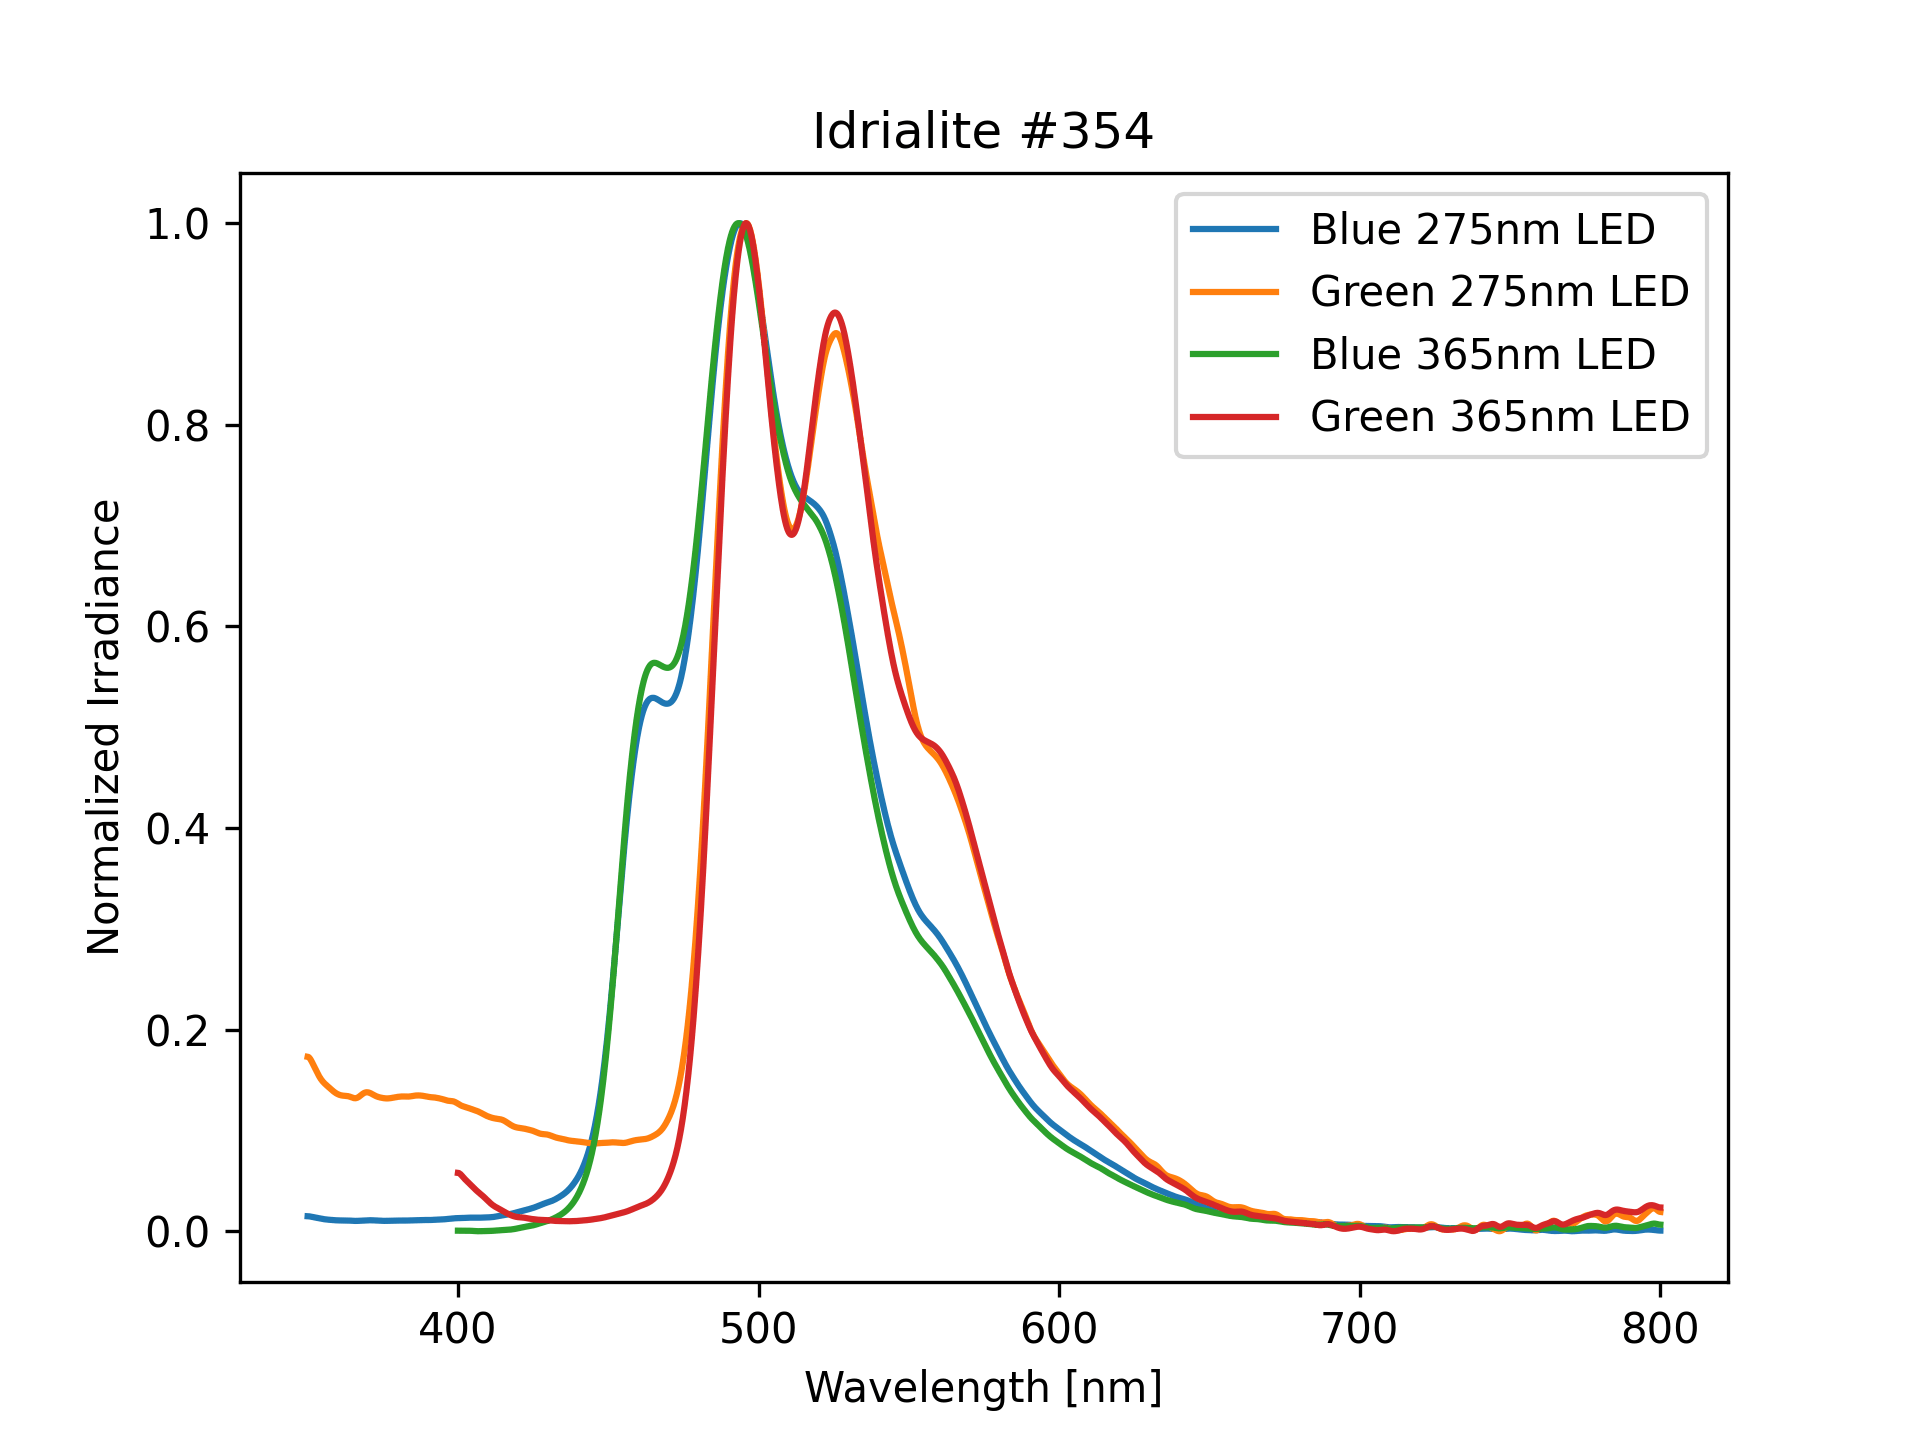 Idrialite #354
Blue 275nm LED
Green 275nm LED
Blue 365nm LED
Green 365nm LED
Normalized Irradiance
1.0
0.8
0.6
0.4
0.2
0.0
400 500 600 700 800
Wavelength [nm]